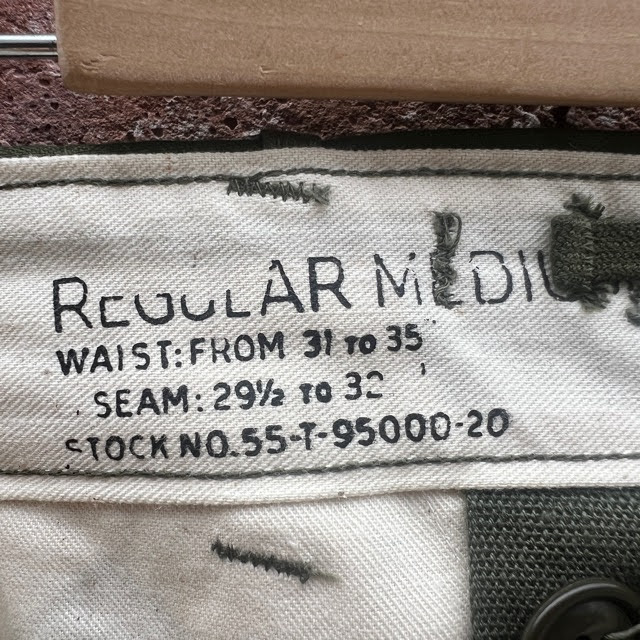 REGULAR MEDIU
WAIST: FROM 31 TO 35
SEAM: 29½ TO 32
STOCK NO. 55-T-95000-20